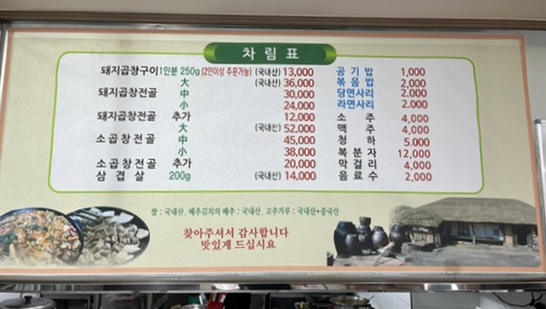 차림표
돼지곱창구이 1인분 250g (2인이상 주문가능) (국내산) 13,000 공기밥 1,000
大 (국내산) 36,000 볶음밥 2,000
돼지곱창전골 中 30,000 당면사리 2.000
小 24,000 라면사리 2.000
돼지곱창전골 추가 12,000 소주 4,000
大 (국내산) 52,000 맥주 4,000
소곱창전골 中 45,000 청하 5.000
小 38,000 복분자 12,000
소곱창전골 추가 20,000 막걸리 4,000
삼겹살 200g (국내산) 14,000 음료수 2,000
쌀 : 국내산, 배추김치의 배추 : 국내산, 고추가루 : 국내산+중국산
찾아주셔서 감사합니다
맛있게 드십시요